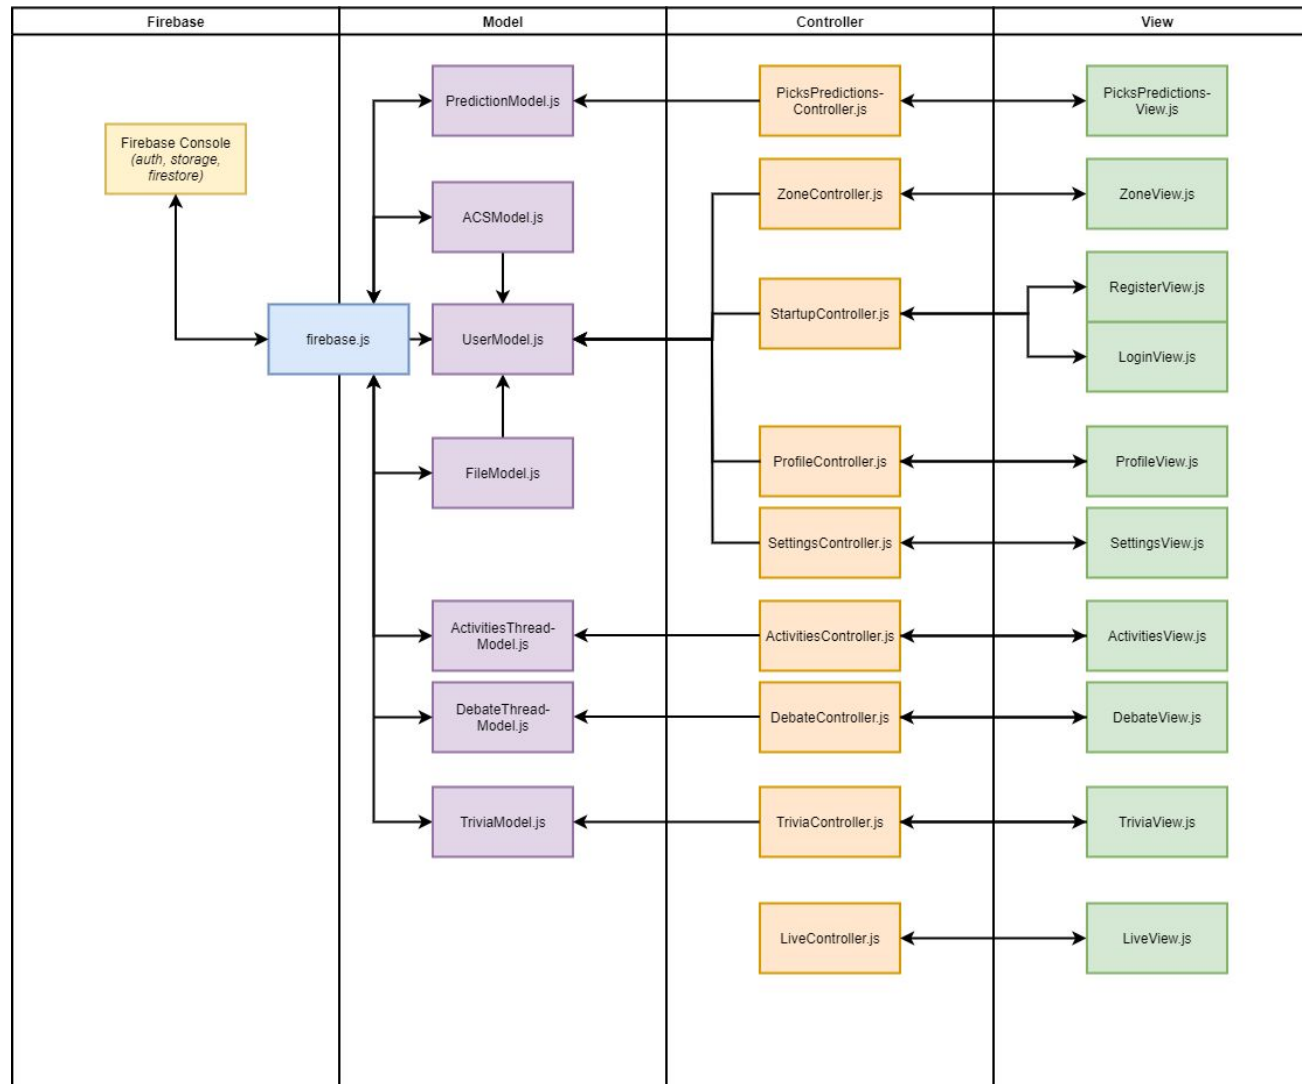 Firebase
Model
Controller
View
PredictionModel.js
PicksPredictions-
Controller.js
PicksPredictions-
View.js
Firebase Console
(auth, storage,
firestore)
ACSModel.js
ZoneController.js
ZoneView.js
firebase.js
UserModel.js
StartupController.js
RegisterView.js
LoginView.js
FileModel.js
ProfileController.js
ProfileView.js
SettingsController.js
SettingsView.js
ActivitiesThread-
Model.js
ActivitiesController.js
ActivitiesView.js
DebateThread-
Model.js
DebateController.js
DebateView.js
TriviaModel.js
TriviaController.js
TriviaView.js
LiveController.js
LiveView.js